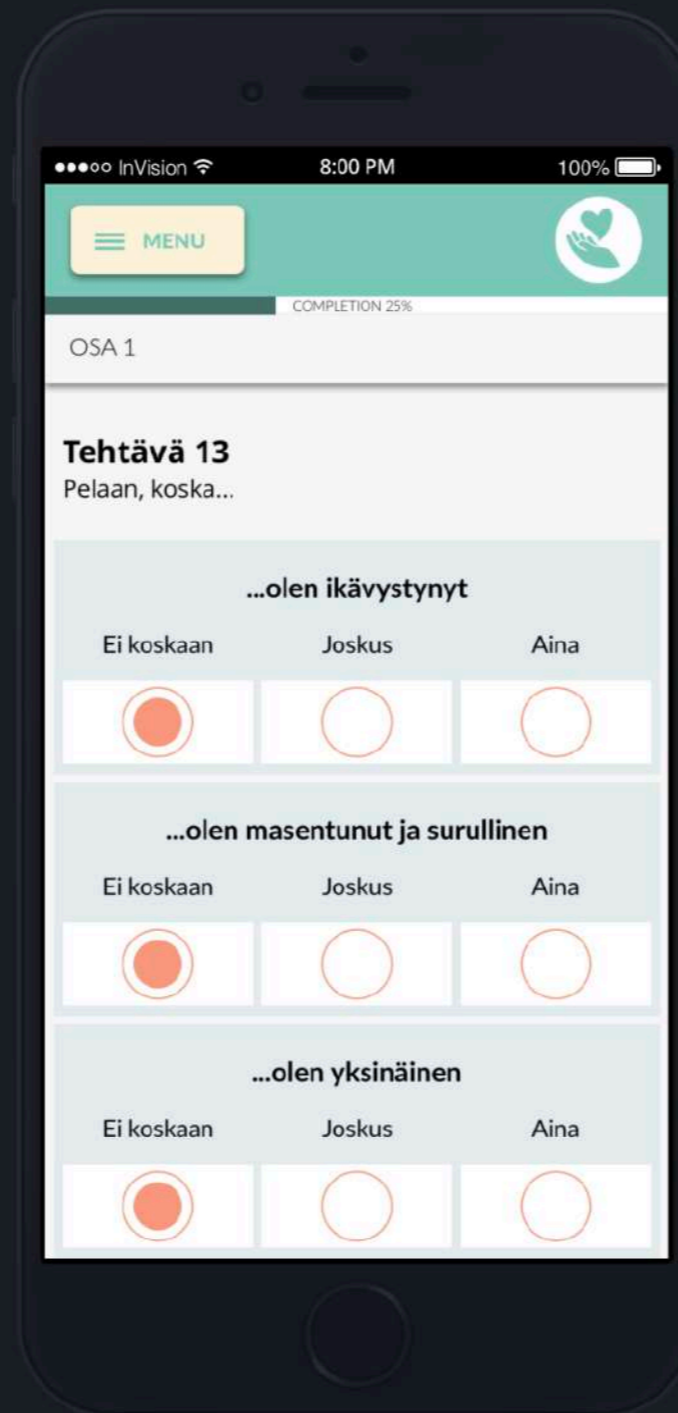 InVision 8:00 PM 100%
MENU
COMPLETION 25%
OSA 1
Tehtävä 13
Pelaan, koska...
...olen ikävystynyt
Ei koskaan Joskus Aina
...olen masentunut ja surullinen
Ei koskaan Joskus Aina
...olen yksinäinen
Ei koskaan Joskus Aina